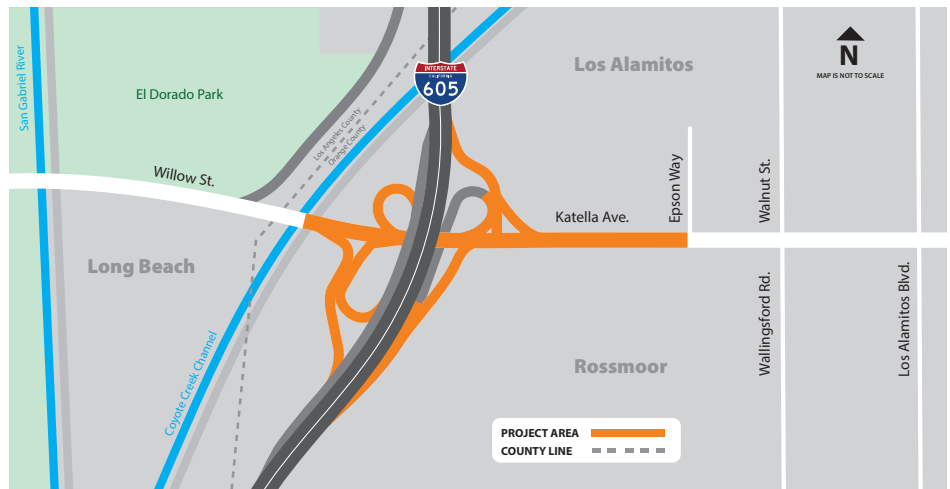 San Gabriel River
El Dorado Park
INTERSTATE
CALIFORNIA
605
Los Alamitos
N
MAP IS NOT TO SCALE
Los Angeles County
Orange County
Willow St.
Katella Ave.
Epson Way
Walnut St.
Long Beach
Coyote Creek Channel
Wallingsford Rd.
Los Alamitos Blvd.
Rossmoor
PROJECT AREA
COUNTY LINE